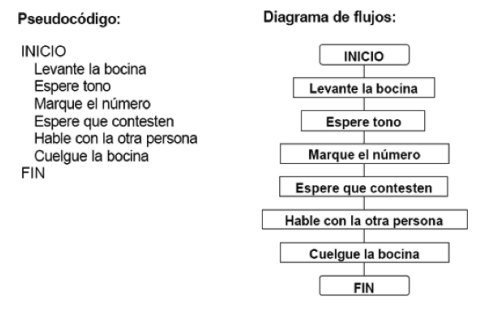 Pseudocódigo:
INICIO
Levante la bocina
Espere tono
Marque el número
Espere que contesten
Hable con la otra persona
Cuelgue la bocina
FIN
Diagrama de flujos:
INICIO
Levante la bocina
Espere tono
Marque el número
Espere que contesten
Hable con la otra persona
Cuelgue la bocina
FIN